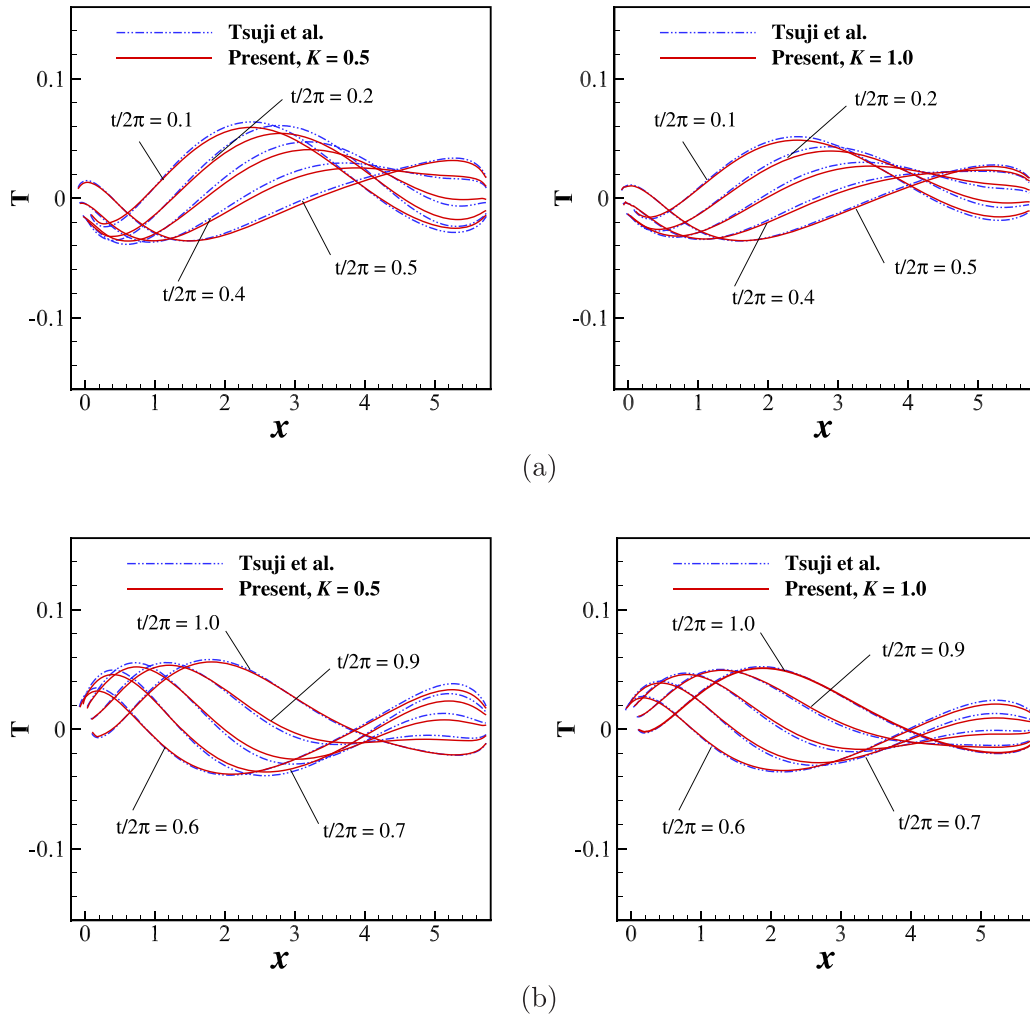 Tsuji et al.
Present, K = 0.5
t/2π = 0.2
t/2π = 0.1
t/2π = 0.5
t/2π = 0.4
0.1
0
-0.1
T
0 1 2 3 4 5
x
Tsuji et al.
Present, K = 1.0
t/2π = 0.2
t/2π = 0.1
t/2π = 0.5
t/2π = 0.4
0.1
0
-0.1
T
0 1 2 3 4 5
x
(a)
Tsuji et al.
Present, K = 0.5
t/2π = 1.0
t/2π = 0.9
t/2π = 0.6
t/2π = 0.7
0.1
0
-0.1
T
0 1 2 3 4 5
x
Tsuji et al.
Present, K = 1.0
t/2π = 1.0
t/2π = 0.9
t/2π = 0.6
t/2π = 0.7
0.1
0
-0.1
T
0 1 2 3 4 5
x
(b)